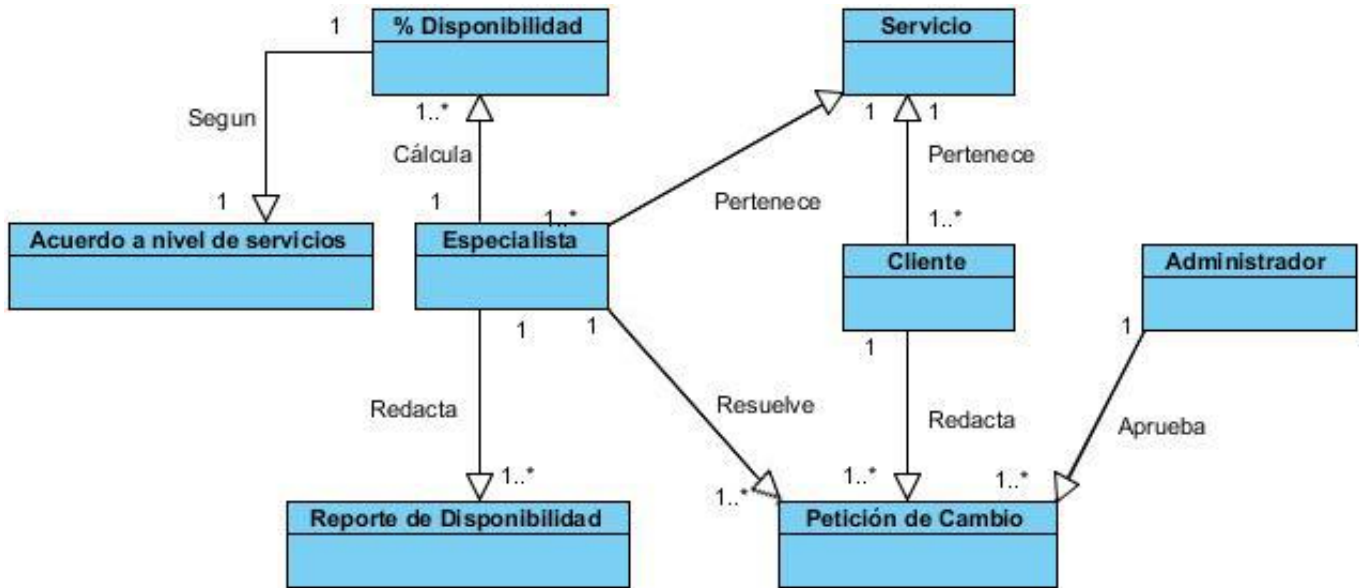 1
% Disponibilidad
Servicio
1..*
1
1
Segun
Cálcula
Pertenece
Pertenece
1
1
1..*
1..*
Acuerdo a nivel de servicios
Especialista
Cliente
Administrador
1
1
1
1
Redacta
Resuelve
Redacta
Aprueba
1..*
1..*
1..*
1..*
Reporte de Disponibilidad
Petición de Cambio